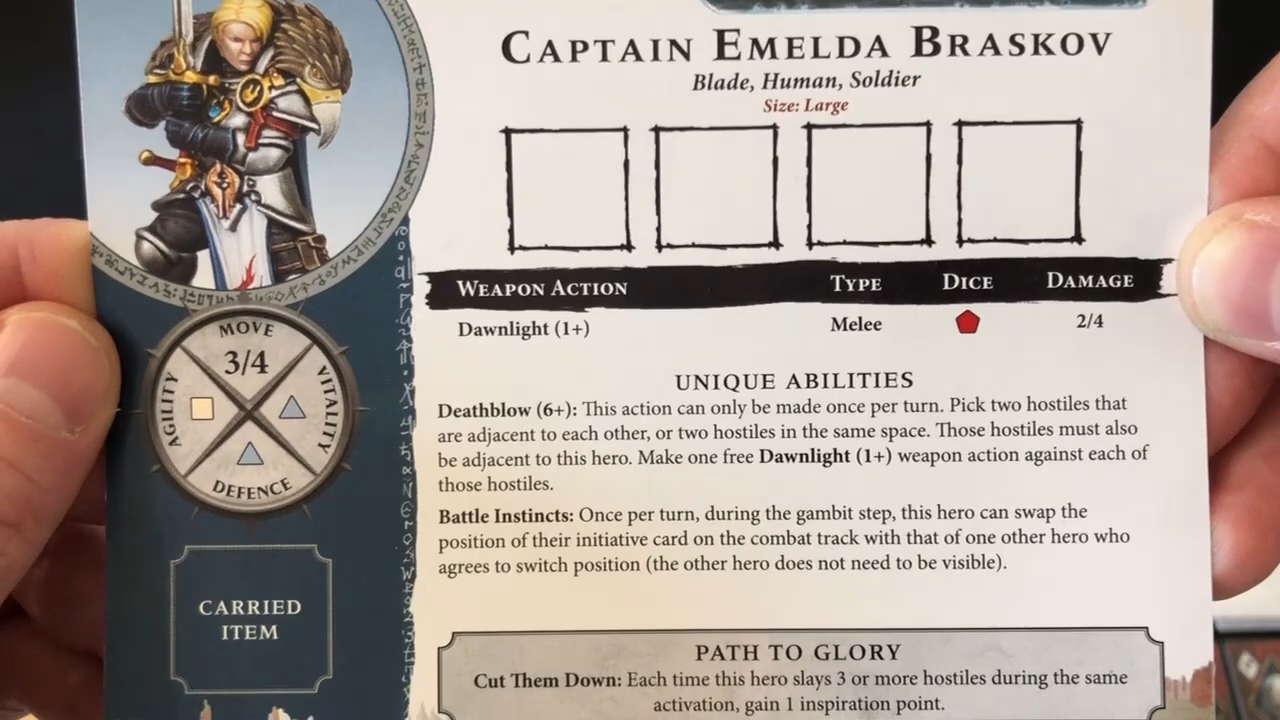 CAPTAIN EMELDA BRASKOV
Blade, Human, Soldier
Size: Large
WEAPON ACTION TYPE DICE DAMAGE
Dawnlight (1+) Melee 2/4
MOVE
3/4
AGILITY
VITALITY
DEFENCE
CARRIED
ITEM
UNIQUE ABILITIES
Deathblow (6+): This action can only be made once per turn. Pick two hostiles that
are adjacent to each other, or two hostiles in the same space. Those hostiles must also
be adjacent to this hero. Make one free Dawnlight (1+) weapon action against each of
those hostiles.
Battle Instincts: Once per turn, during the gambit step, this hero can swap the
position of their initiative card on the combat track with that of one other hero who
agrees to switch position (the other hero does not need to be visible).
PATH TO GLORY
Cut Them Down: Each time this hero slays 3 or more hostiles during the same
activation, gain 1 inspiration point.